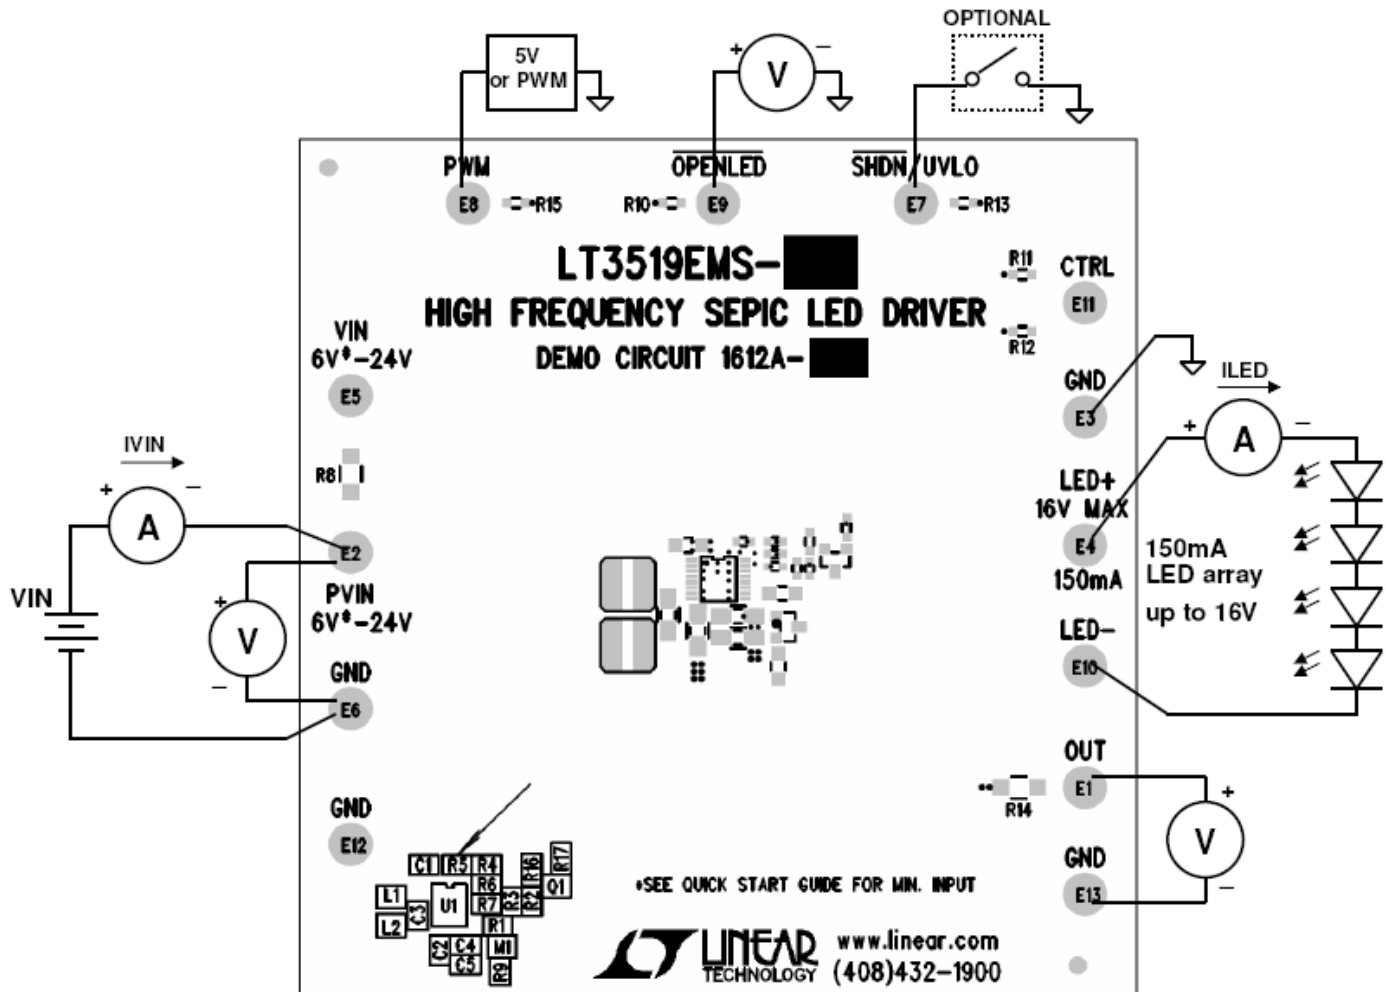 OPTIONAL
5V
or PWM
+ V −
PWM
OPENLED
SHDN/UVLO
E8
R15
R10
E9
E7
R13
LT3519EMS-
HIGH FREQUENCY SEPIC LED DRIVER
DEMO CIRCUIT 1612A-
R11
CTRL
E11
R12
VIN
6V*-24V
E5
GND
E3
ILED
+ A −
IVIN
+ A −
R8
E2
LED+
16V MAX
E4
150mA
150mA
LED array
up to 16V
VIN
+
V
−
PVIN
6V*-24V
GND
E6
LED-
E10
OUT
E1
R14
+
V
−
GND
E12
GND
E13
C1 R5 R4 R16 R17
R6
L1 U1 R7 R3 R2 Q1
L2 C3 R1
C2 C4 M1
C5 R9
*SEE QUICK START GUIDE FOR MIN. INPUT
LT LINEAR
TECHNOLOGY
www.linear.com
(408)432-1900